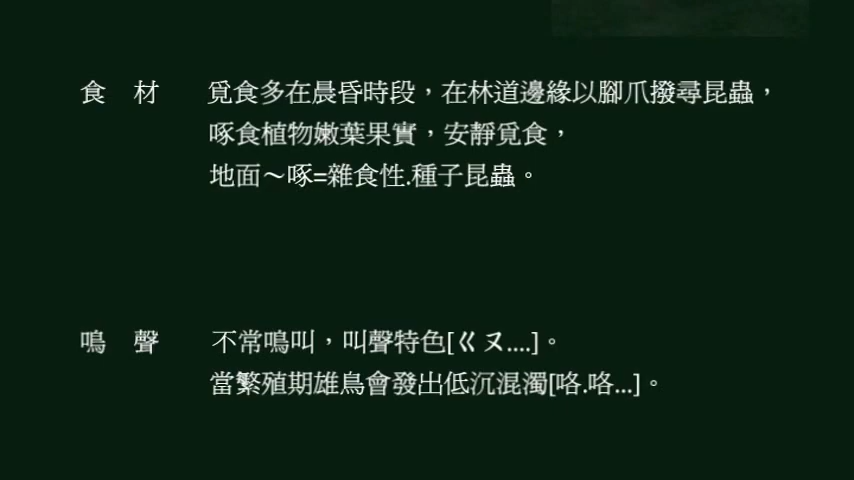 食 材 覓食多在晨昏時段，在林道邊緣以腳爪撥尋昆蟲，
啄食植物嫩葉果實，安靜覓食，
地面～啄=雜食性.種子昆蟲。
鳴 聲 不常鳴叫，叫聲特色[ㄍㄡ....]。
當繁殖期雄鳥會發出低沉混濁[咯.咯...]。